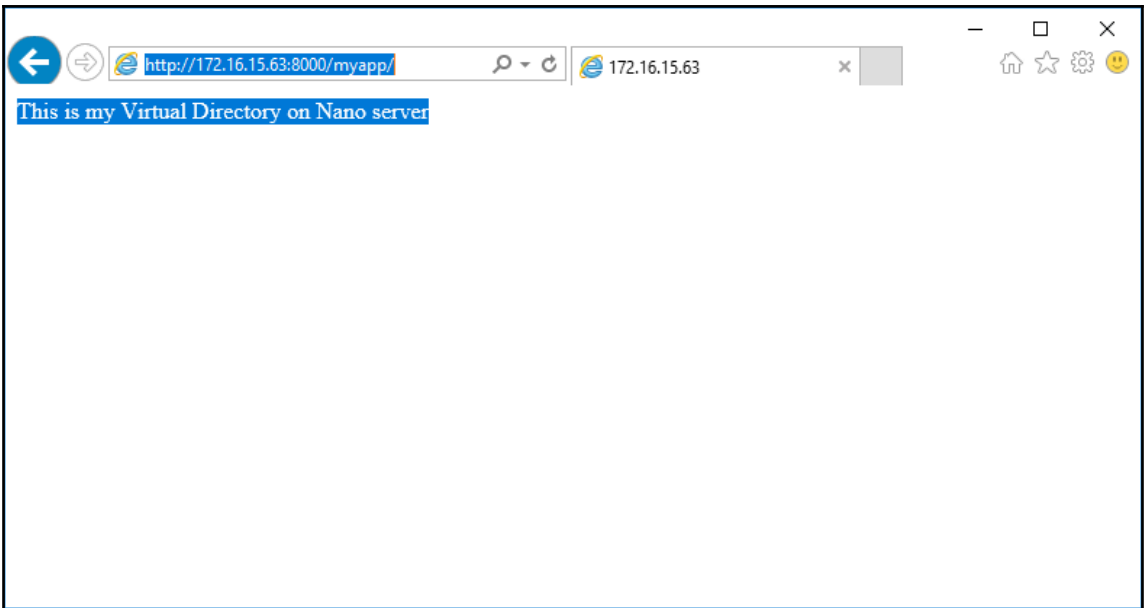 http://172.16.15.63:8000/myapp/
172.16.15.63
This is my Virtual Directory on Nano server